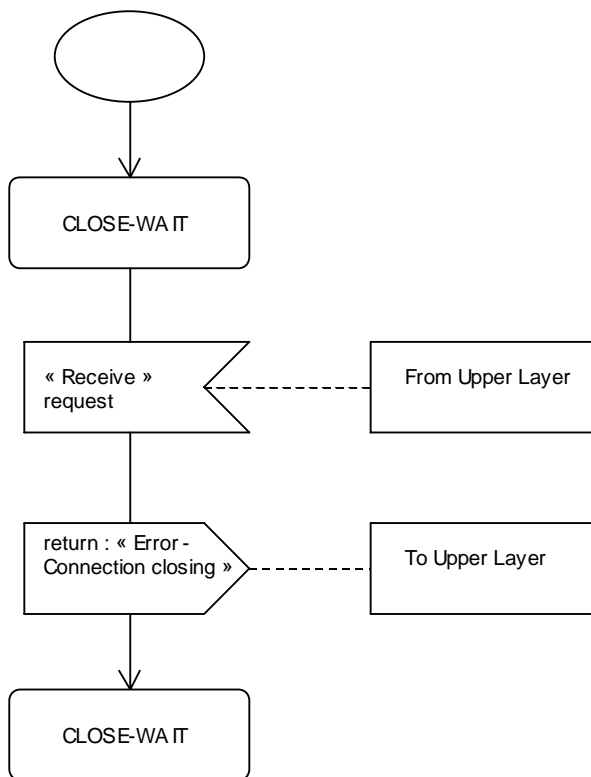 CLOSE-WAIT
« Receive »
request
From Upper Layer
return : « Error -
Connection closing »
To Upper Layer
CLOSE-WAIT